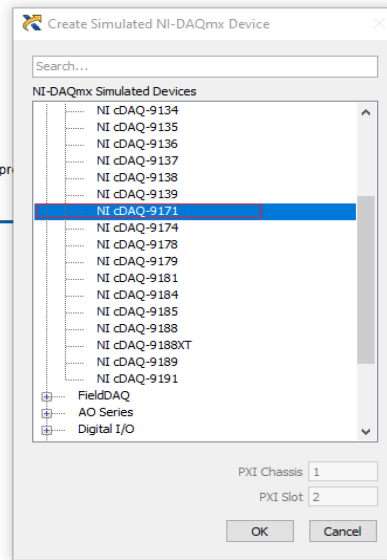 Create Simulated NI-DAQmx Device
Search...
NI-DAQmx Simulated Devices
NI cDAQ-9134
NI cDAQ-9135
NI cDAQ-9136
NI cDAQ-9137
NI cDAQ-9138
NI cDAQ-9139
NI cDAQ-9171
NI cDAQ-9174
NI cDAQ-9178
NI cDAQ-9179
NI cDAQ-9181
NI cDAQ-9184
NI cDAQ-9185
NI cDAQ-9188
NI cDAQ-9188XT
NI cDAQ-9189
NI cDAQ-9191
FieldDAQ
AO Series
Digital I/O
PXI Chassis 1
PXI Slot 2
OK Cancel